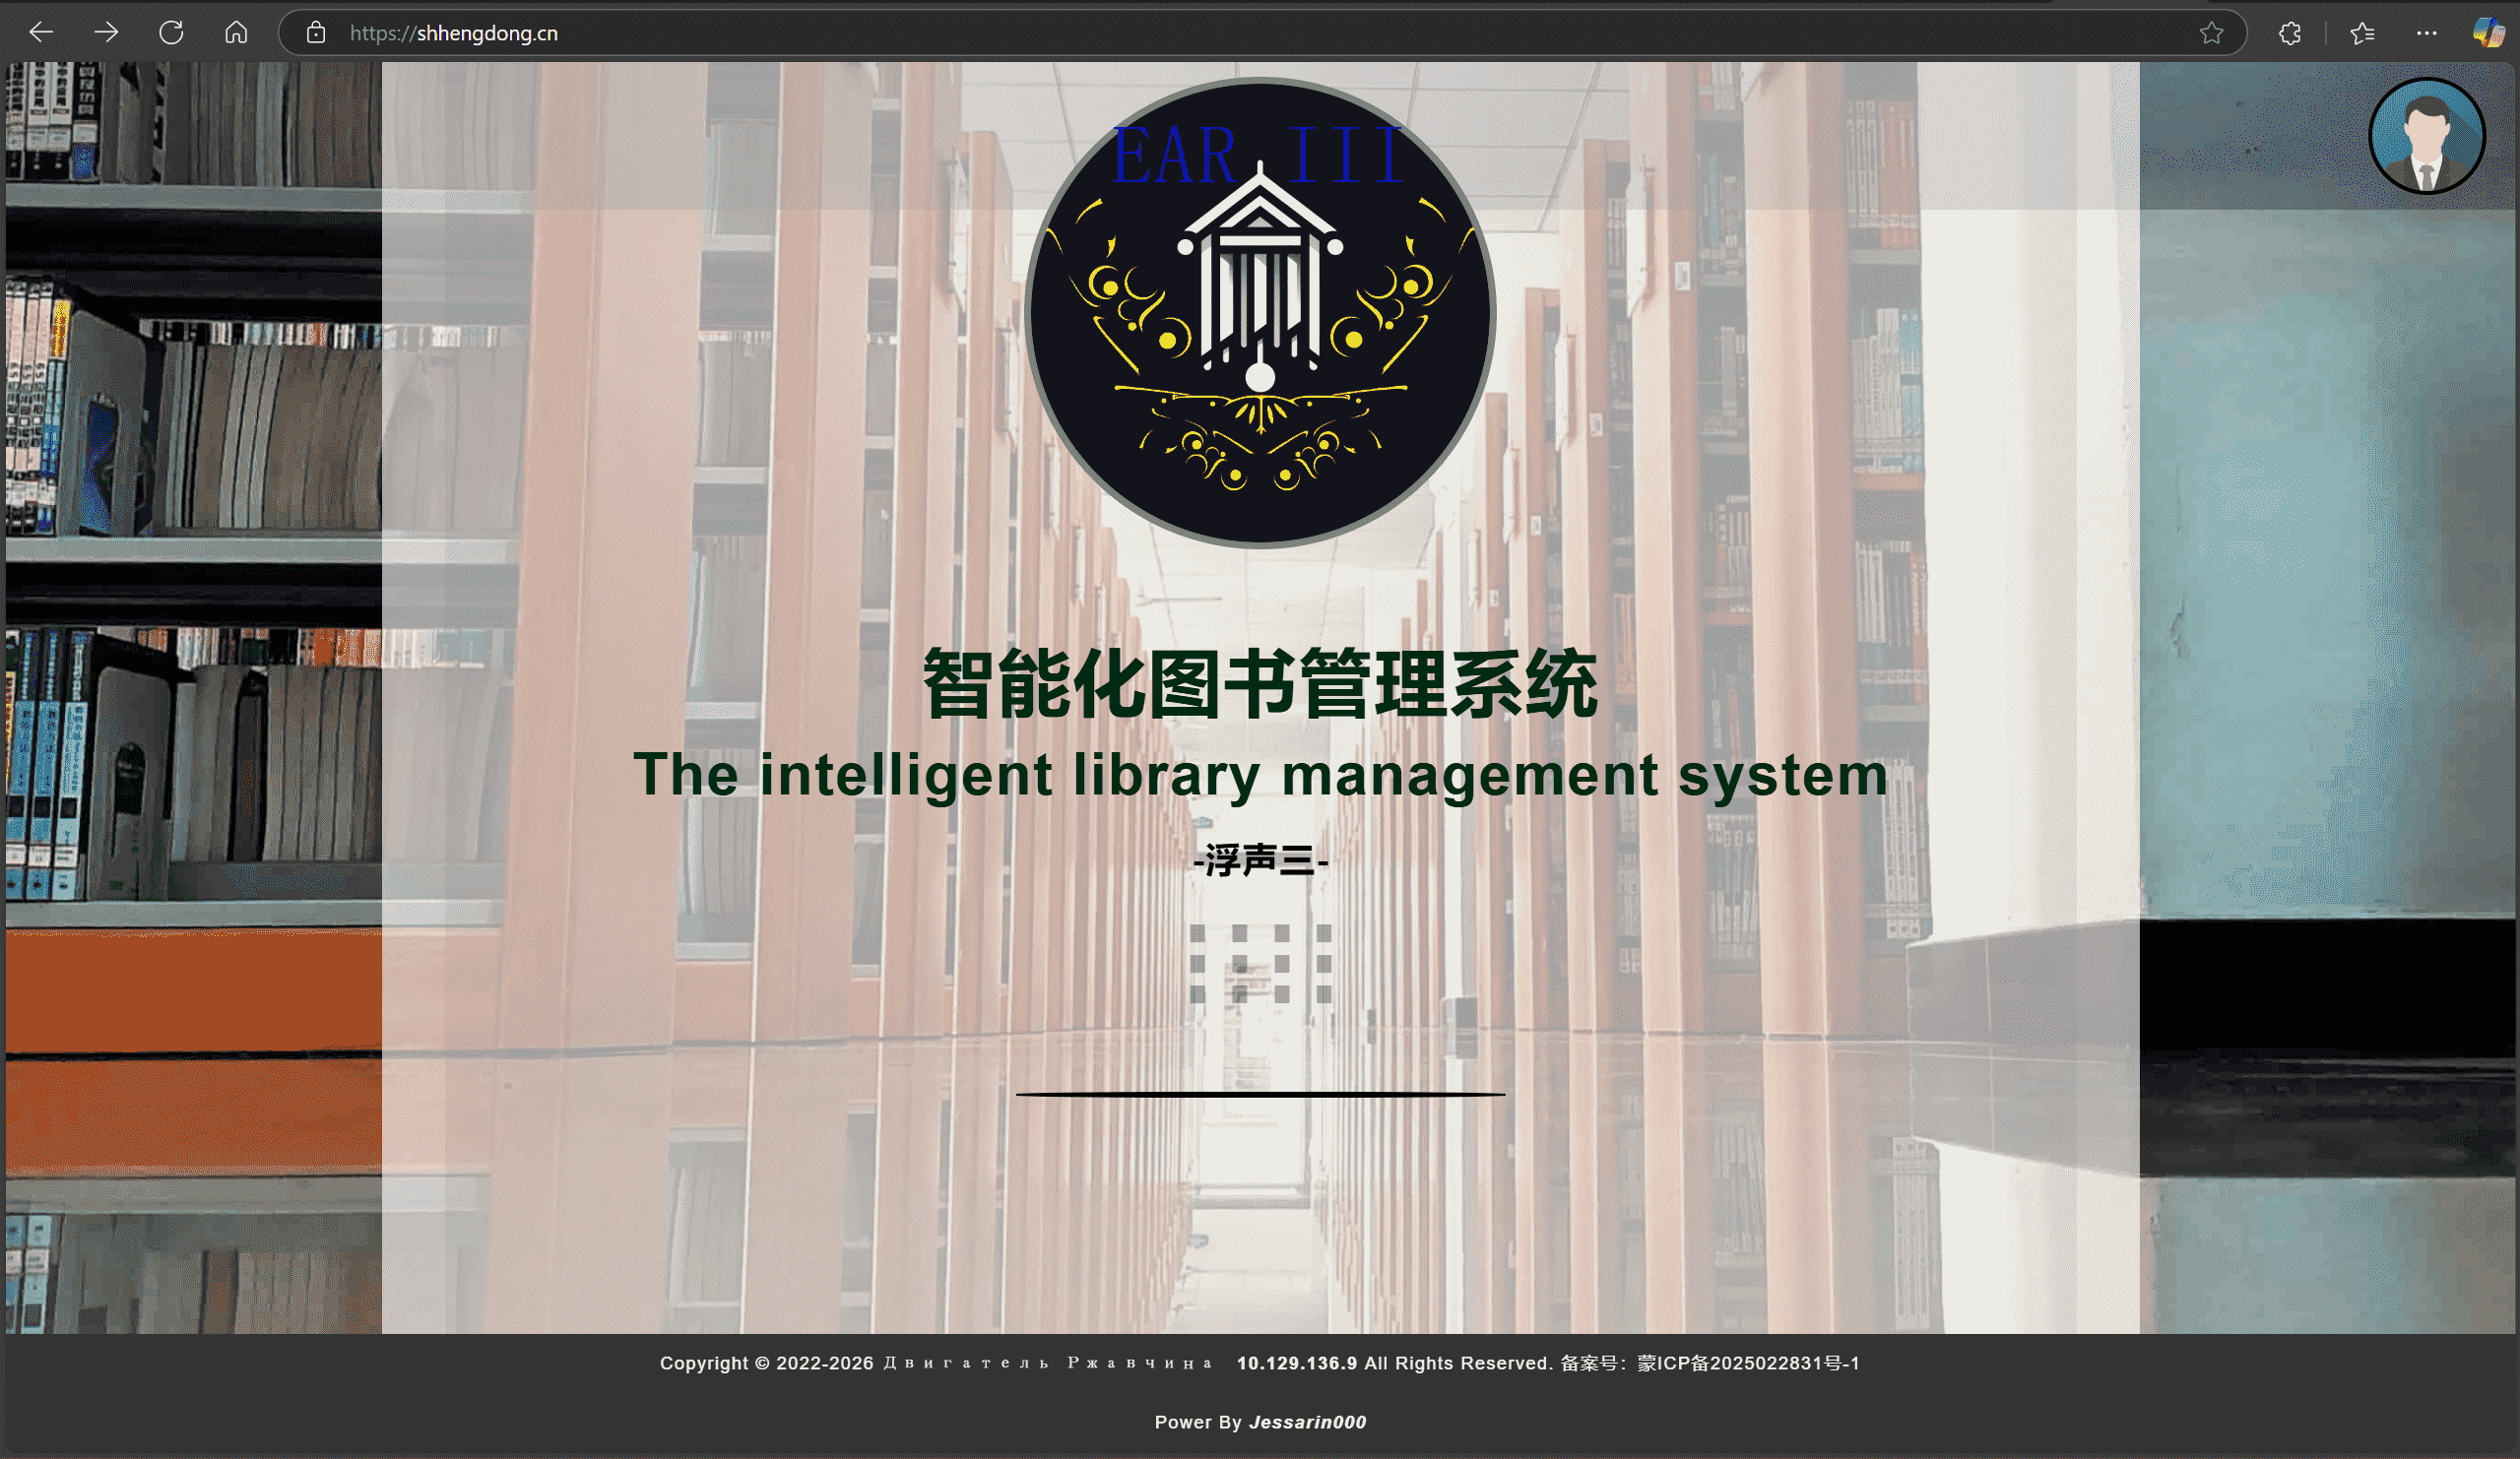 https://shhengdong.cn
EAR III
智能化图书管理系统
The intelligent library management system
-浮声三-
Copyright © 2022-2026 Двигатель Ржавчина 10.129.136.9 All Rights Reserved. 备案号：蒙ICP备2025022831号-1
Power By Jessarin000